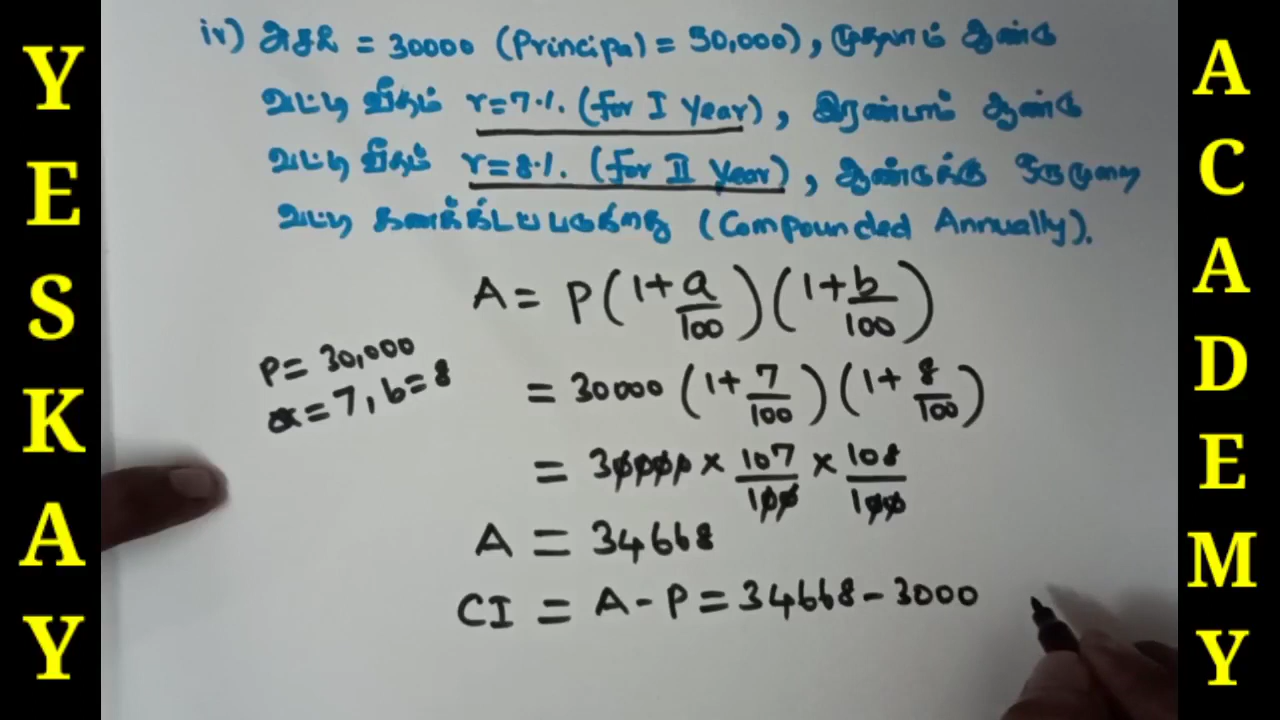 YESKAY
iv) அசல் = 30000 (Principal = 30,000), முதலாம் ஆண்டு
வட்டி வீதம் r=7%. (for I Year), இரண்டாம் ஆண்டு
வட்டி வீதம் r=8%. (for II Year), ஆண்டுக்கு ஒருமுறை
வட்டி கணக்கிடப்படுகிறது (Compounded Annually).
A = P(1+a/100)(1+b/100)
P= 30,000
a=7, b=8
= 30000 (1+7/100)(1+8/100)
= 30000 × 107/100 × 108/100
A = 34668
CI = A-P = 34668-3000
ACADEMY